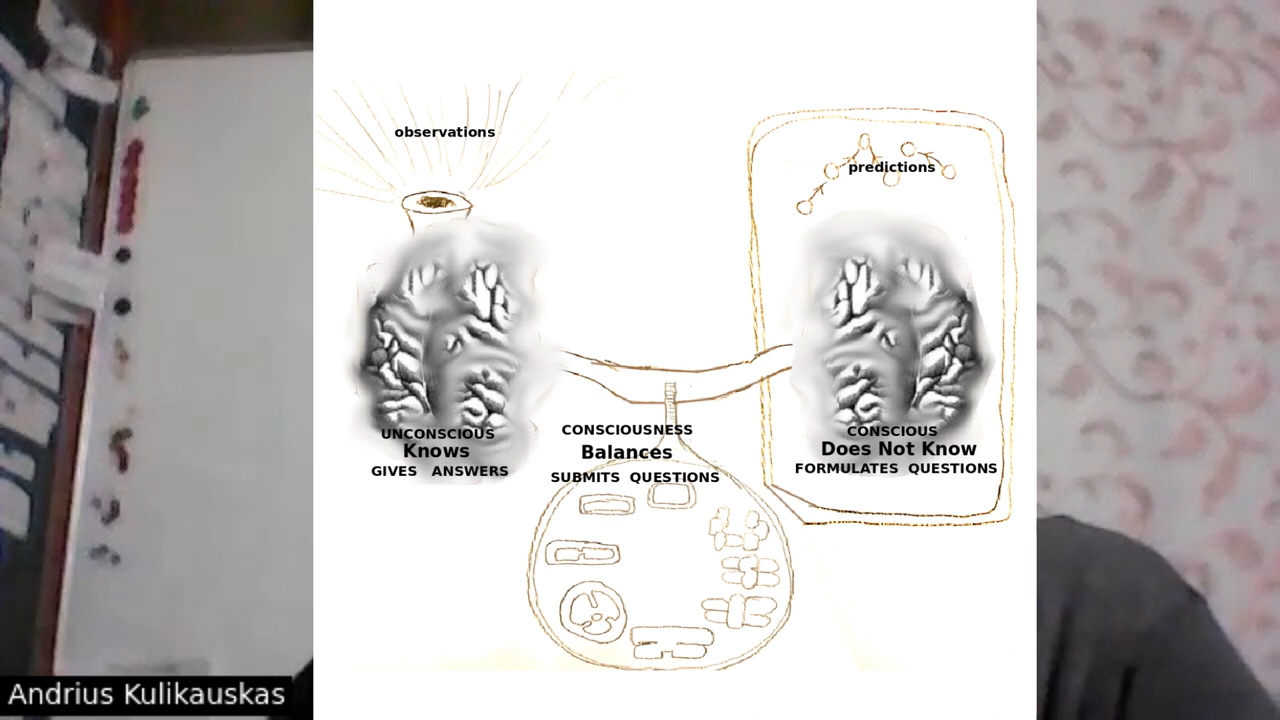 observations
predictions
UNCONSCIOUS
Knows
GIVES ANSWERS
CONSCIOUSNESS
Balances
SUBMITS QUESTIONS
CONSCIOUS
Does Not Know
FORMULATES QUESTIONS
Andrius Kulikauskas